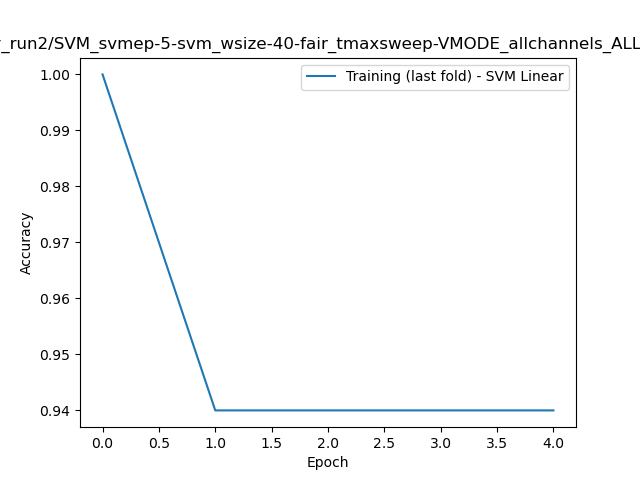 _run2/SVM_svmep-5-svm_wsize-40-fair_tmaxsweep-VMODE_allchannels_ALL
Training (last fold) - SVM Linear
1.00
0.99
0.98
0.97
0.96
0.95
0.94
Accuracy
0.0 0.5 1.0 1.5 2.0 2.5 3.0 3.5 4.0
Epoch